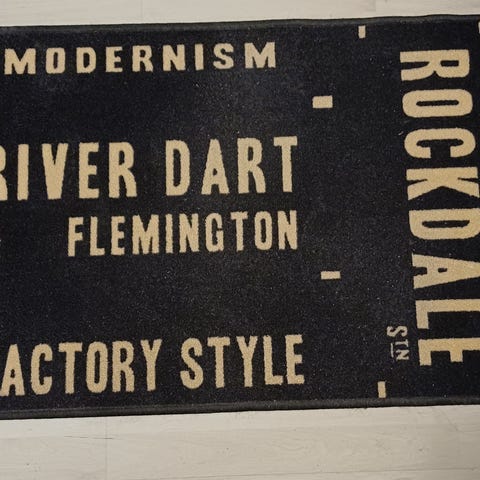 MODERNISM
RIVER DART
FLEMINGTON
ACTORY STYLE
ROCKDALE
STN